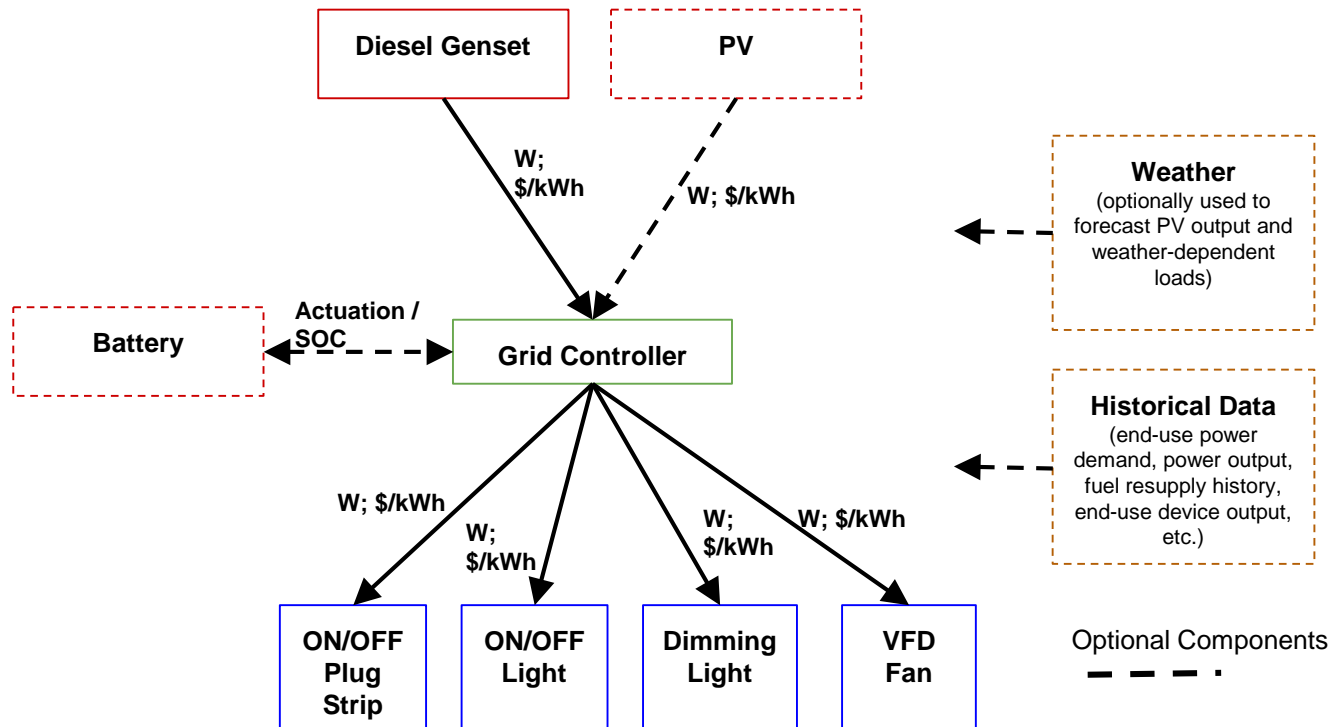 Diesel Genset
PV
W;
$/kWh
W; $/kWh
Weather
(optionally used to
forecast PV output and
weather-dependent
loads)
Battery
Actuation /
SOC
Grid Controller
Historical Data
(end-use power
demand, power output,
fuel resupply history,
end-use device output,
etc.)
W; $/kWh
W;
$/kWh
W;
$/kWh
W; $/kWh
ON/OFF
Plug
Strip
ON/OFF
Light
Dimming
Light
VFD
Fan
Optional Components